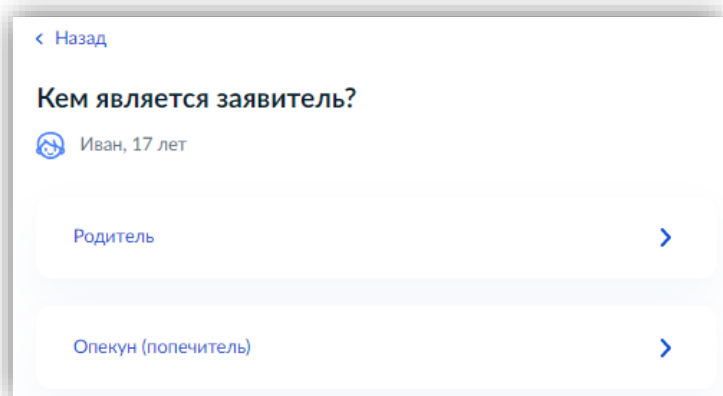 Назад
Кем является заявитель?
Иван, 17 лет
Родитель
Опекун (попечитель)